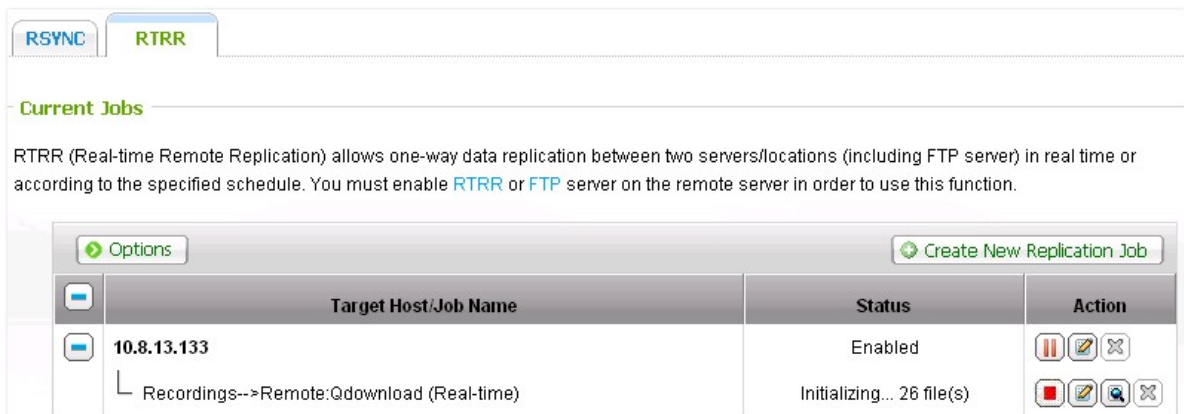 RSYNC RTRR
Current Jobs
RTRR (Real-time Remote Replication) allows one-way data replication between two servers/locations (including FTP server) in real time or
according to the specified schedule. You must enable RTRR or FTP server on the remote server in order to use this function.
Options Create New Replication Job
Target Host/Job Name Status Action
10.8.13.133 Enabled
Recordings-->Remote:Qdownload (Real-time) Initializing... 26 file(s)